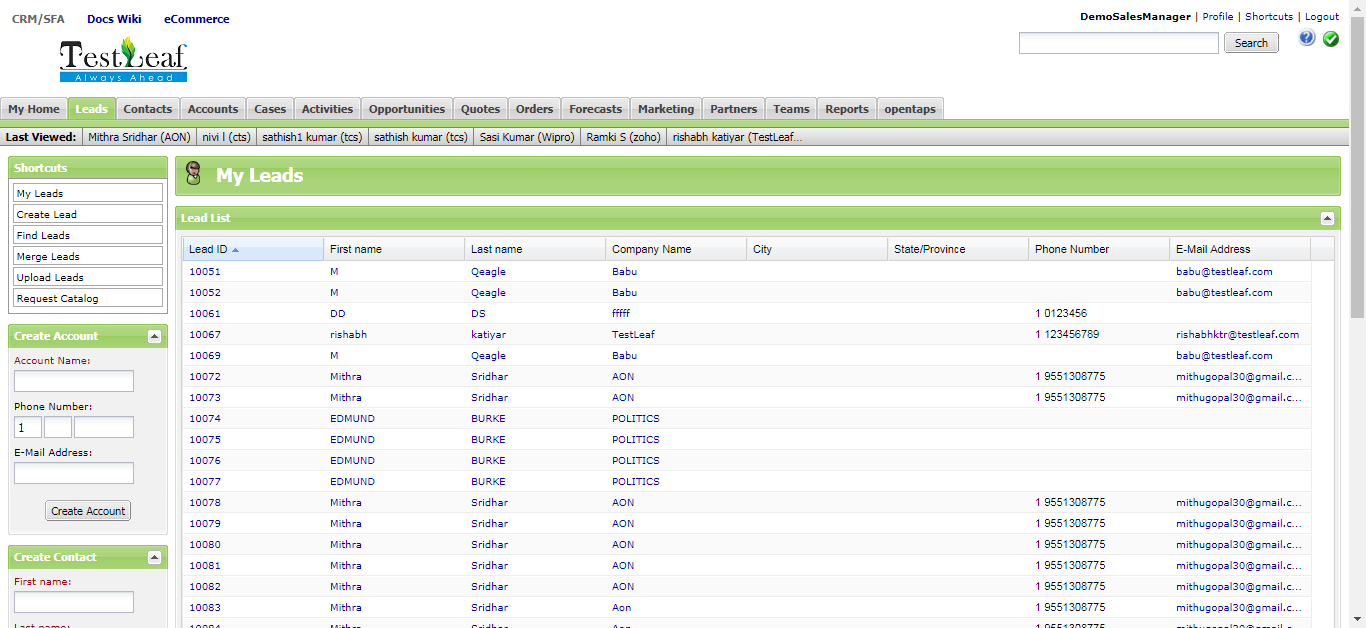 CRM/SFA Docs Wiki eCommerce
DemoSalesManager | Profile | Shortcuts | Logout
TestLeaf
Always Ahead
Search
My Home Leads Contacts Accounts Cases Activities Opportunities Quotes Orders Forecasts Marketing Partners Teams Reports opentaps
Last Viewed: Mithra Sridhar (AON) nivi l (cts) sathish1 kumar (tcs) sathish kumar (tcs) Sasi Kumar (Wipro) Ramki S (zoho) rishabh katiyar (TestLeaf...
Shortcuts
My Leads
Create Lead
Find Leads
Merge Leads
Upload Leads
Request Catalog
Create Account
Account Name:
Phone Number:
1
E-Mail Address:
Create Account
Create Contact
First name:
Last name:
My Leads
Lead List
Lead ID First name Last name Company Name City State/Province Phone Number E-Mail Address
10051 M Qeagle Babu babu@testleaf.com
10052 M Qeagle Babu babu@testleaf.com
10061 DD DS fffff 1 0123456
10067 rishabh katiyar TestLeaf 1 123456789 rishabhktr@testleaf.com
10069 M Qeagle Babu babu@testleaf.com
10072 Mithra Sridhar AON 1 9551308775 mithugopal30@gmail.c...
10073 Mithra Sridhar AON 1 9551308775 mithugopal30@gmail.c...
10074 EDMUND BURKE POLITICS
10075 EDMUND BURKE POLITICS
10076 EDMUND BURKE POLITICS
10077 EDMUND BURKE POLITICS
10078 Mithra Sridhar AON 1 9551308775 mithugopal30@gmail.c...
10079 Mithra Sridhar AON 1 9551308775 mithugopal30@gmail.c...
10080 Mithra Sridhar AON 1 9551308775 mithugopal30@gmail.c...
10081 Mithra Sridhar AON 1 9551308775 mithugopal30@gmail.c...
10082 Mithra Sridhar AON 1 9551308775 mithugopal30@gmail.c...
10083 Mithra Sridhar Aon 1 9551308775 mithugopal30@gmail.c...
10084 Mithra Sridhar Aon 1 9551308775 mithugopal30@gmail.c...